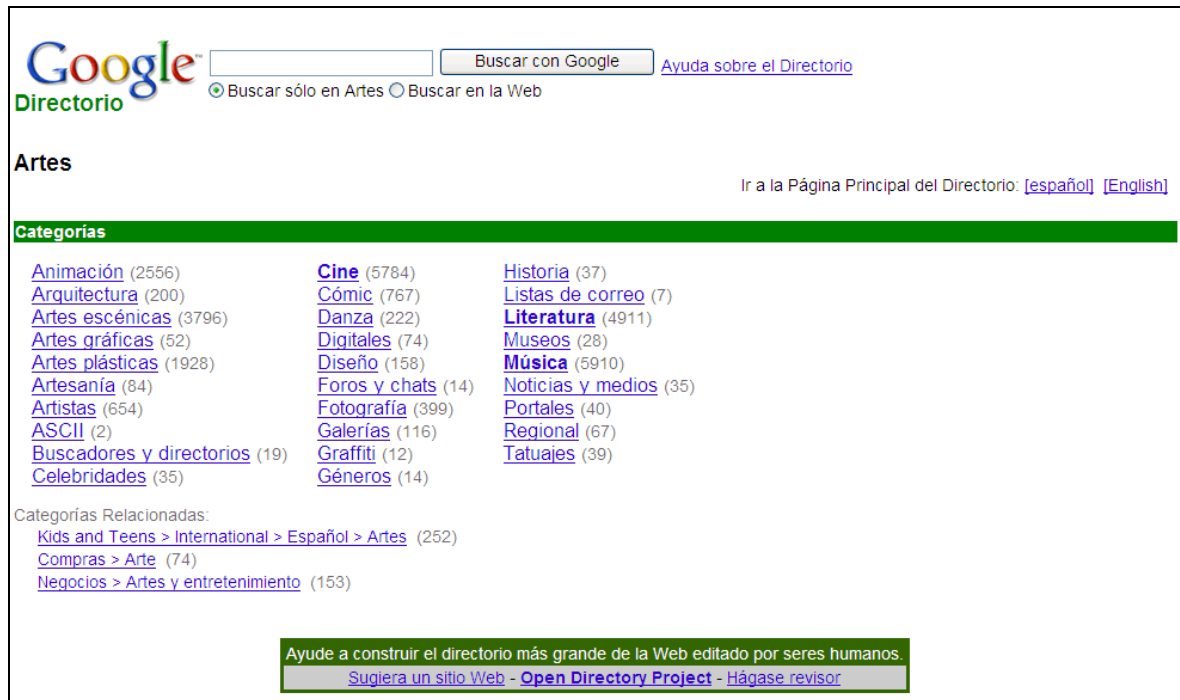 Google™ Buscar con Google Ayuda sobre el Directorio
Directorio Buscar sólo en Artes Buscar en la Web
Artes
Ir a la Página Principal del Directorio: [español] [English]
Categorías
Animación (2556)
Arquitectura (200)
Artes escénicas (3796)
Artes gráficas (52)
Artes plásticas (1928)
Artesanía (84)
Artistas (654)
ASCII (2)
Buscadores y directorios (19)
Celebridades (35)
Cine (5784)
Cómic (767)
Danza (222)
Digitales (74)
Diseño (158)
Foros y chats (14)
Fotografía (399)
Galerías (116)
Graffiti (12)
Géneros (14)
Historia (37)
Listas de correo (7)
Literatura (4911)
Museos (28)
Música (5910)
Noticias y medios (35)
Portales (40)
Regional (67)
Tatuajes (39)
Categorías Relacionadas:
Kids and Teens > International > Español > Artes (252)
Compras > Arte (74)
Negocios > Artes y entretenimiento (153)
Ayude a construir el directorio más grande de la Web editado por seres humanos.
Sugiera un sitio Web - Open Directory Project - Hágase revisor